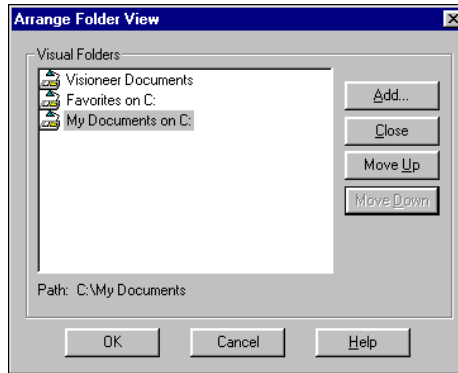 Arrange Folder View
Visual Folders
Visioneer Documents
Favorites on C:
My Documents on C:
Add...
Close
Move Up
Move Down
Path: C:\My Documents
OK
Cancel
Help